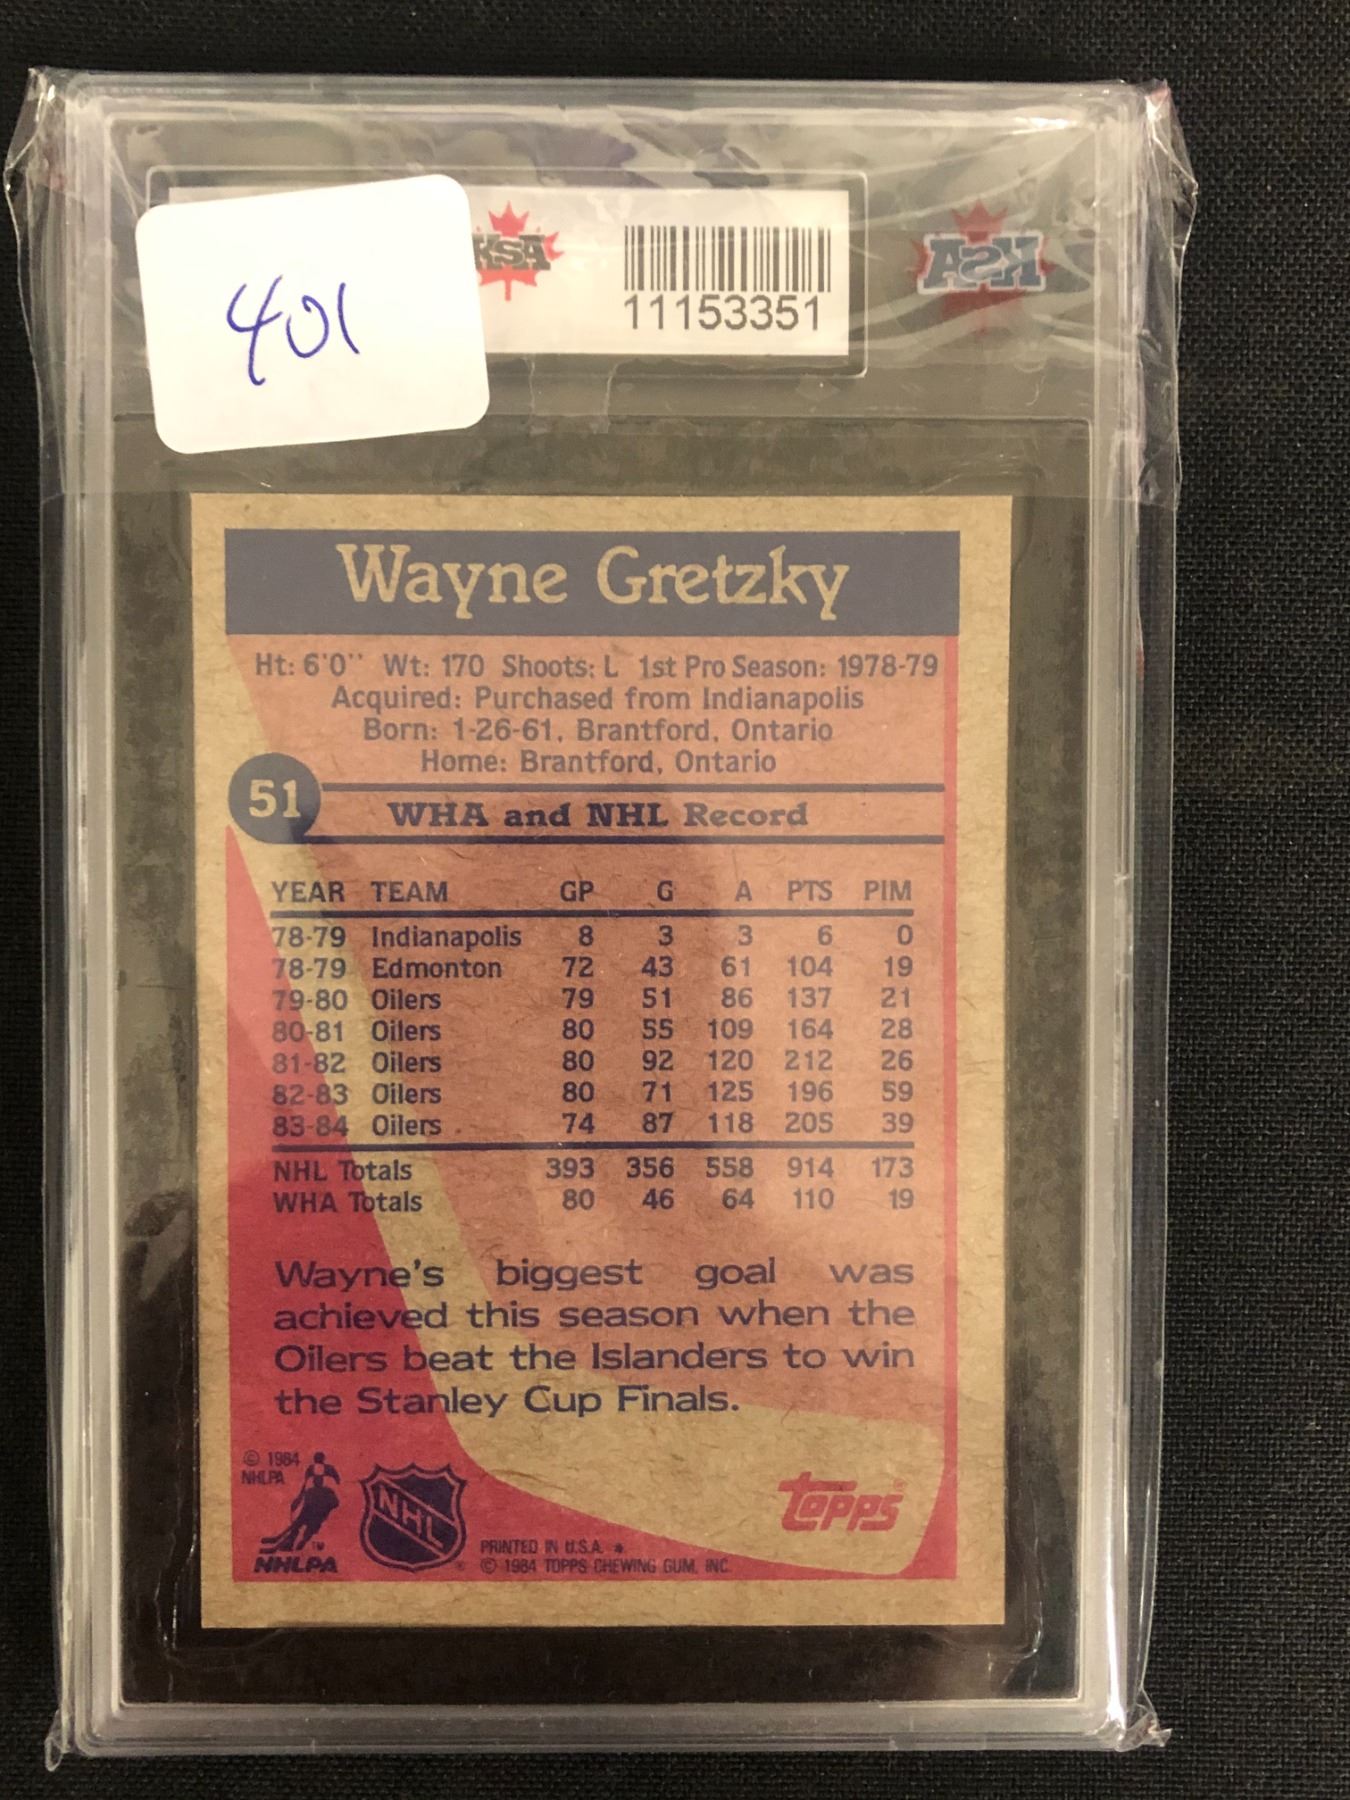 401
KSA
11153351
KSA
Wayne Gretzky
Ht: 6'0'' Wt: 170 Shoots: L 1st Pro Season: 1978-79
Acquired: Purchased from Indianapolis
Born: 1-26-61, Brantford, Ontario
Home: Brantford, Ontario
51
WHA and NHL Record
YEAR TEAM GP G A PTS PIM
78-79 Indianapolis 8 3 3 6 0
78-79 Edmonton 72 43 61 104 19
79-80 Oilers 79 51 86 137 21
80-81 Oilers 80 55 109 164 28
81-82 Oilers 80 92 120 212 26
82-83 Oilers 80 71 125 196 59
83-84 Oilers 74 87 118 205 39
NHL Totals 393 356 558 914 173
WHA Totals 80 46 64 110 19
Wayne's biggest goal was
achieved this season when the
Oilers beat the Islanders to win
the Stanley Cup Finals.
© 1984
NHLPA
NHLPA
TM
NHL
®
topps®
PRINTED IN U.S.A. *
© 1984 TOPPS CHEWING GUM, INC.